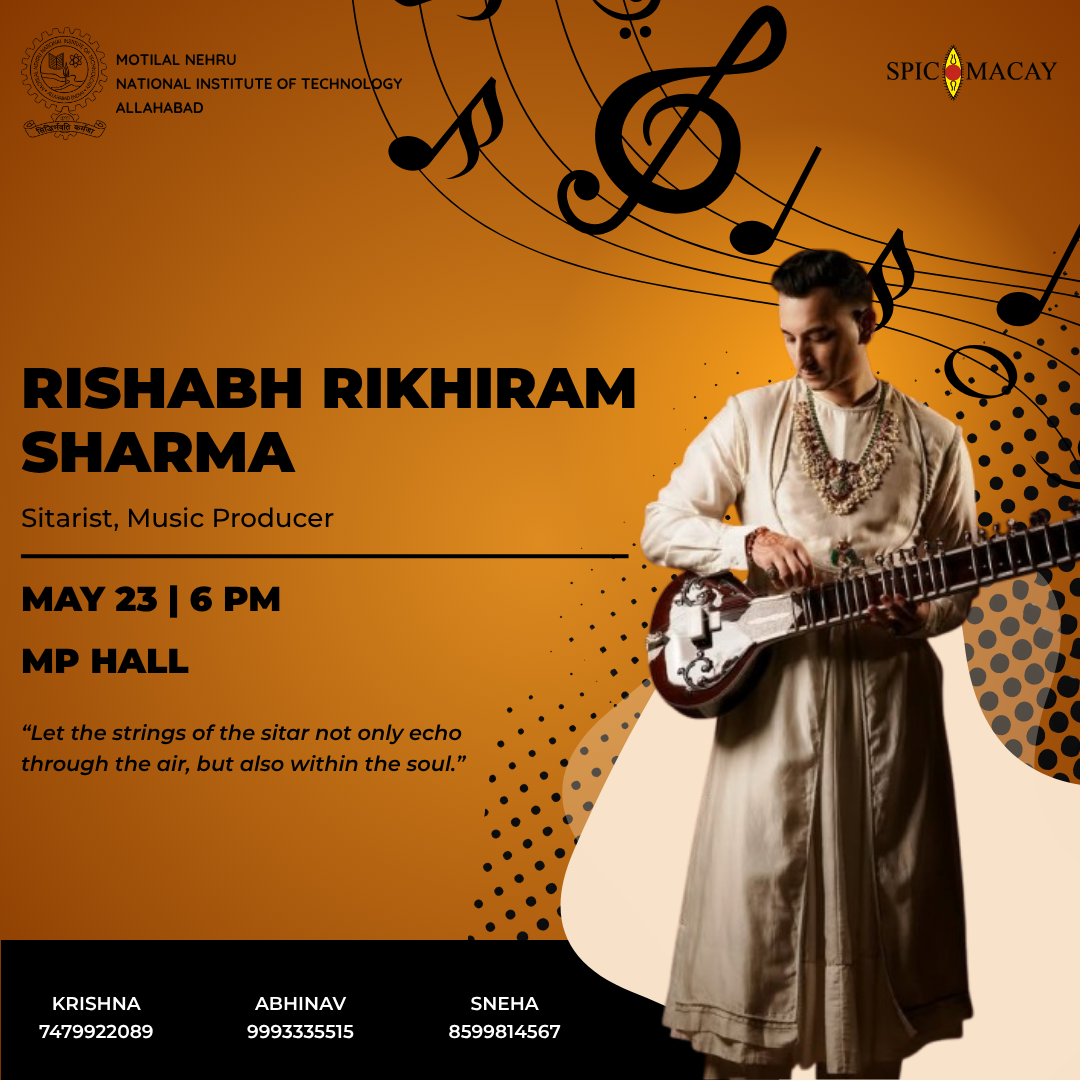 MOTILAL NEHRU
NATIONAL INSTITUTE OF TECHNOLOGY
ALLAHABAD
SPIC MACAY
RISHABH RIKHIRAM
SHARMA
Sitarist, Music Producer
MAY 23 | 6 PM
MP HALL
“Let the strings of the sitar not only echo
through the air, but also within the soul.”
KRISHNA
7479922089
ABHINAV
9993335515
SNEHA
8599814567